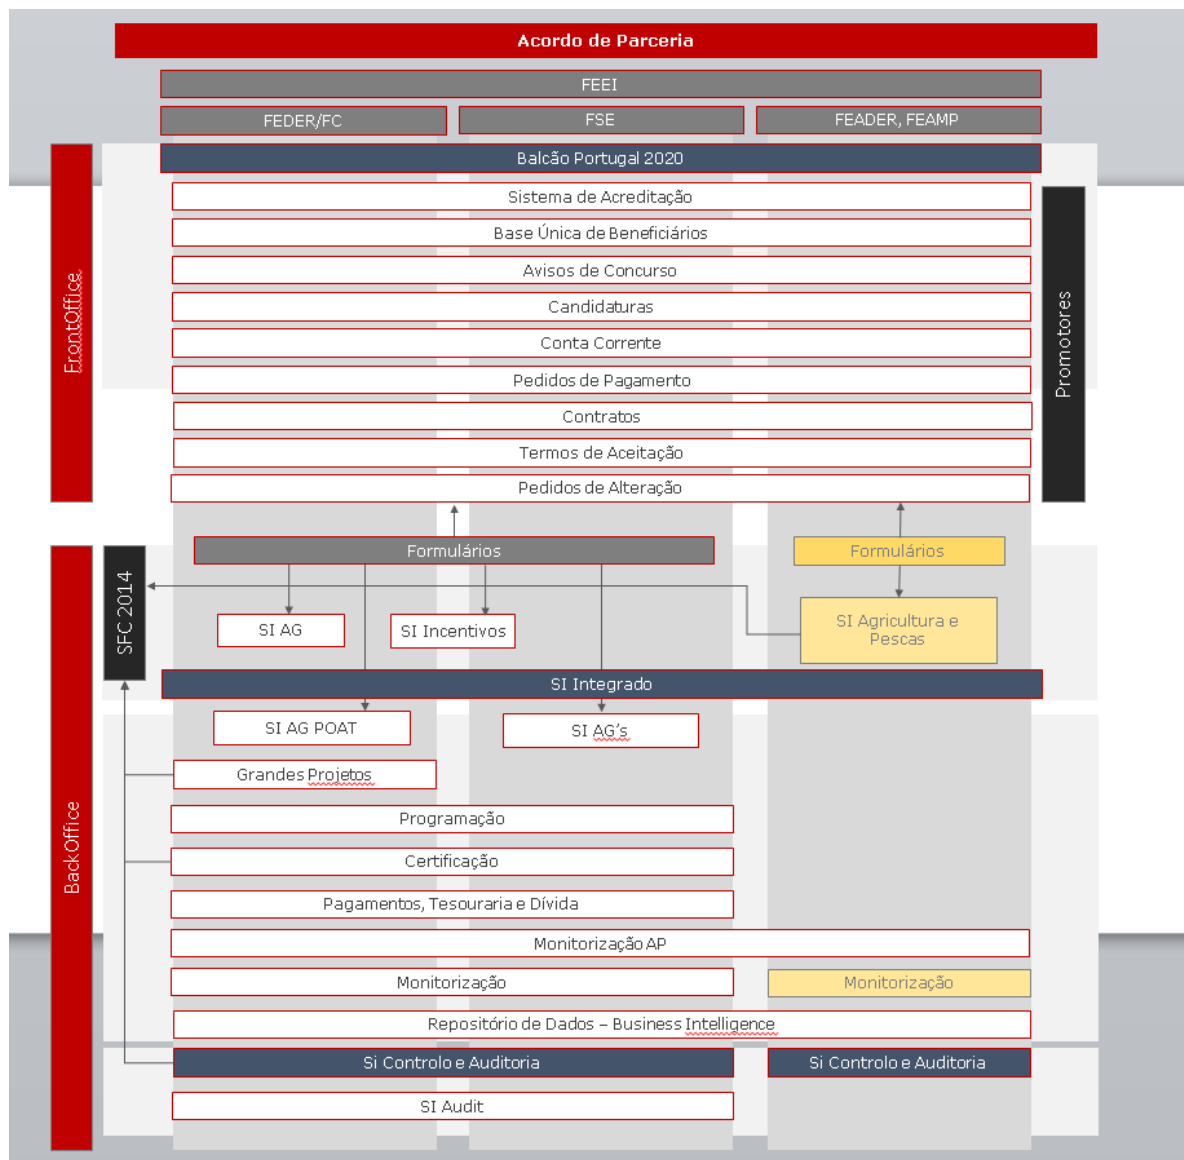 Acordo de Parceria
FEEI
FEDER/FC
FSE
FEADER, FEAMP
Balcão Portugal 2020
FrontOffice
Promotores
Sistema de Acreditação
Base Única de Beneficiários
Avisos de Concurso
Candidaturas
Conta Corrente
Pedidos de Pagamento
Contratos
Termos de Aceitação
Pedidos de Alteração
BackOffice
SFC 2014
Formulários
Formulários
SI AG
SI Incentivos
SI Agricultura e
Pescas
SI Integrado
SI AG POAT
SI AG's
Grandes Projetos
Programação
Certificação
Pagamentos, Tesouraria e Dívida
Monitorização AP
Monitorização
Monitorização
Repositório de Dados – Business Intelligence
Si Controlo e Auditoria
Si Controlo e Auditoria
SI Audit